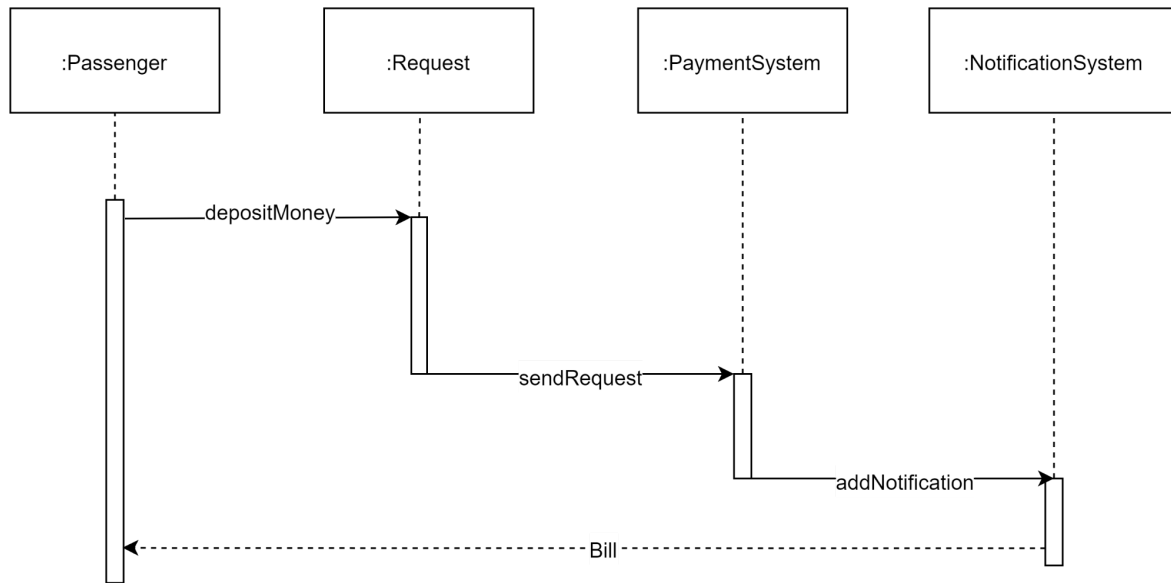 :Passenger
:Request
:PaymentSystem
:NotificationSystem
depositMoney
sendRequest
addNotification
Bill